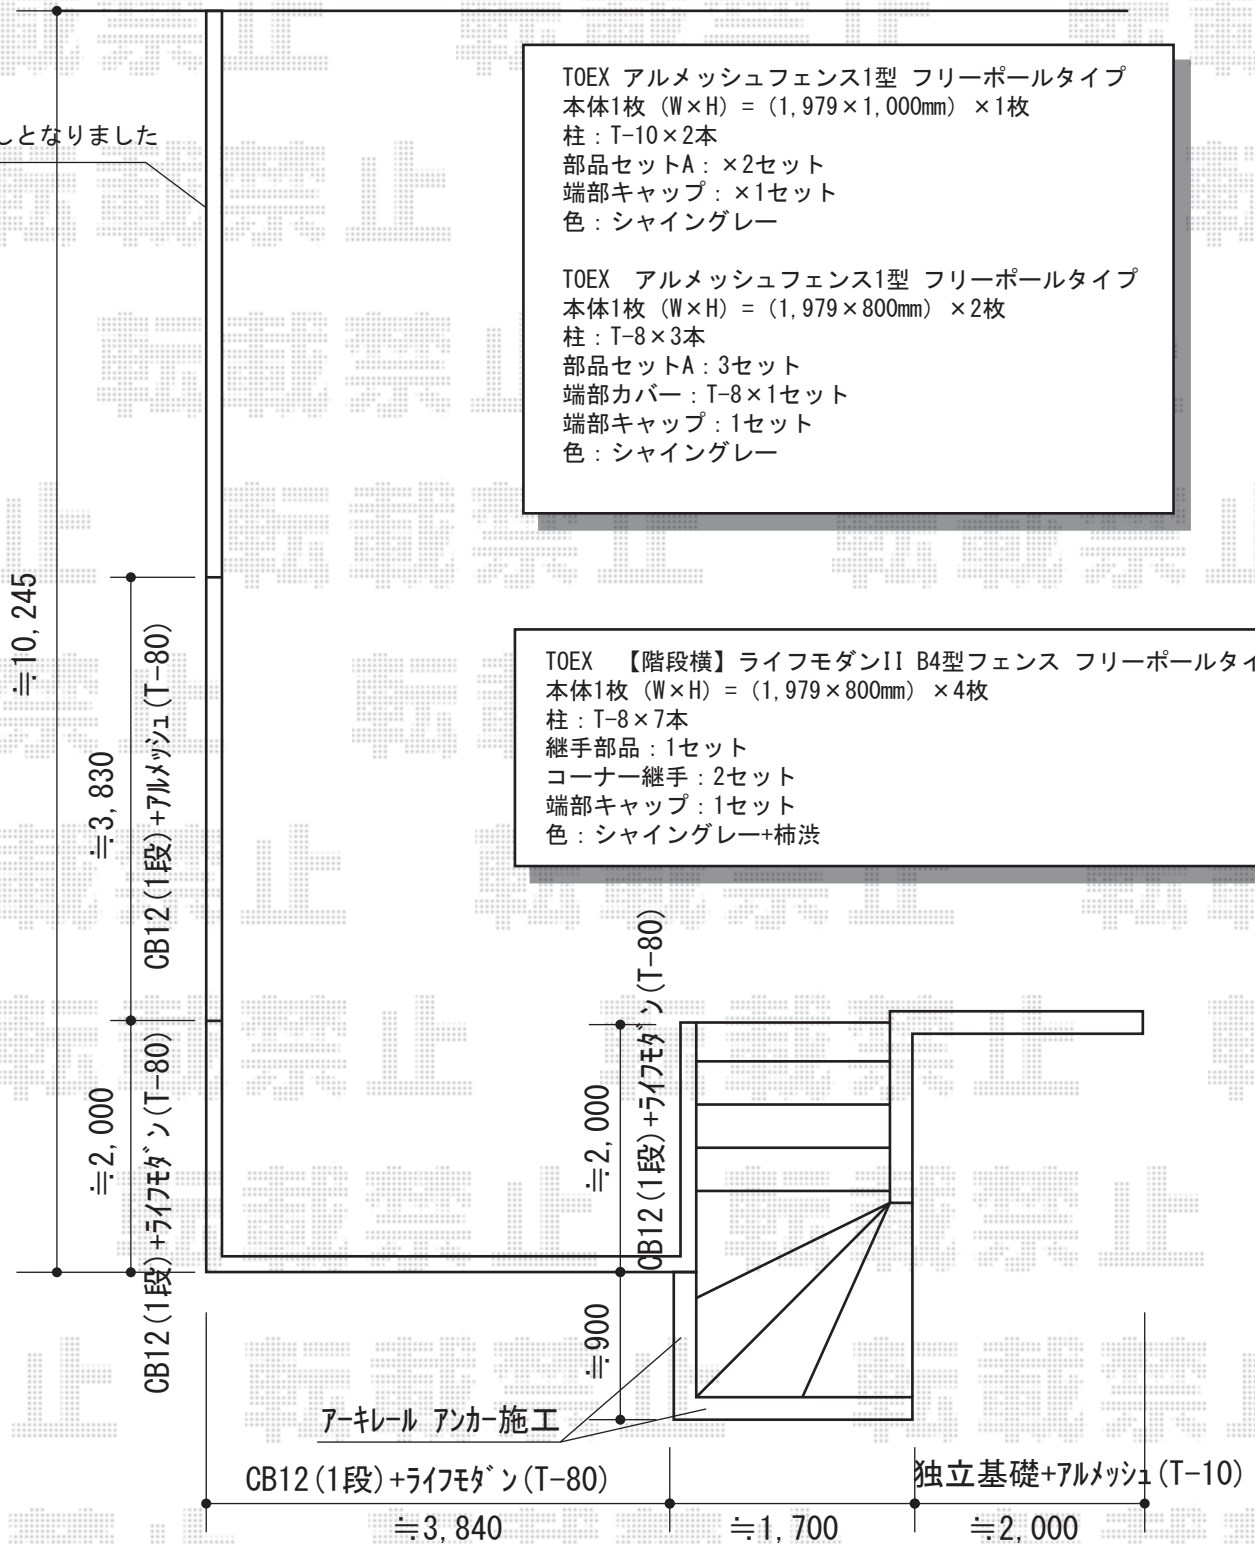 しとなりました
TOEX アルメッシュフェンス1型 フリーポールタイプ
本体1枚（W×H）=（1,979×1,000mm）×1枚
柱：T-10×2本
部品セットA：×2セット
端部キャップ：×1セット
色：シャイングレー
TOEX　アルメッシュフェンス1型 フリーポールタイプ
本体1枚（W×H）=（1,979×800mm）×2枚
柱：T-8×3本
部品セットA：3セット
端部カバー：T-8×1セット
端部キャップ：1セット
色：シャイングレー
TOEX　【階段横】ライフモダンII B4型フェンス フリーポールタイ
本体1枚（W×H）=（1,979×800mm）×4枚
柱：T-8×7本
継手部品：1セット
コーナー継手：2セット
端部キャップ：1セット
色：シャイングレー+柿渋
≒10,245
≒3,830
CB12(1段)+ｱﾙﾒｯｼｭ(T-80)
≒2,000
CB12(1段)+ﾗｲﾌﾓﾀﾞﾝ(T-80)
≒2,000
CB12(1段)+ﾗｲﾌﾓﾀﾞﾝ(T-80)
≒900
ｱｰｷﾚｰﾙ ｱﾝｶｰ施工
CB12(1段)+ﾗｲﾌﾓﾀﾞﾝ(T-80)
独立基礎+ｱﾙﾒｯｼｭ(T-10)
≒3,840
≒1,700
≒2,000
転載禁止